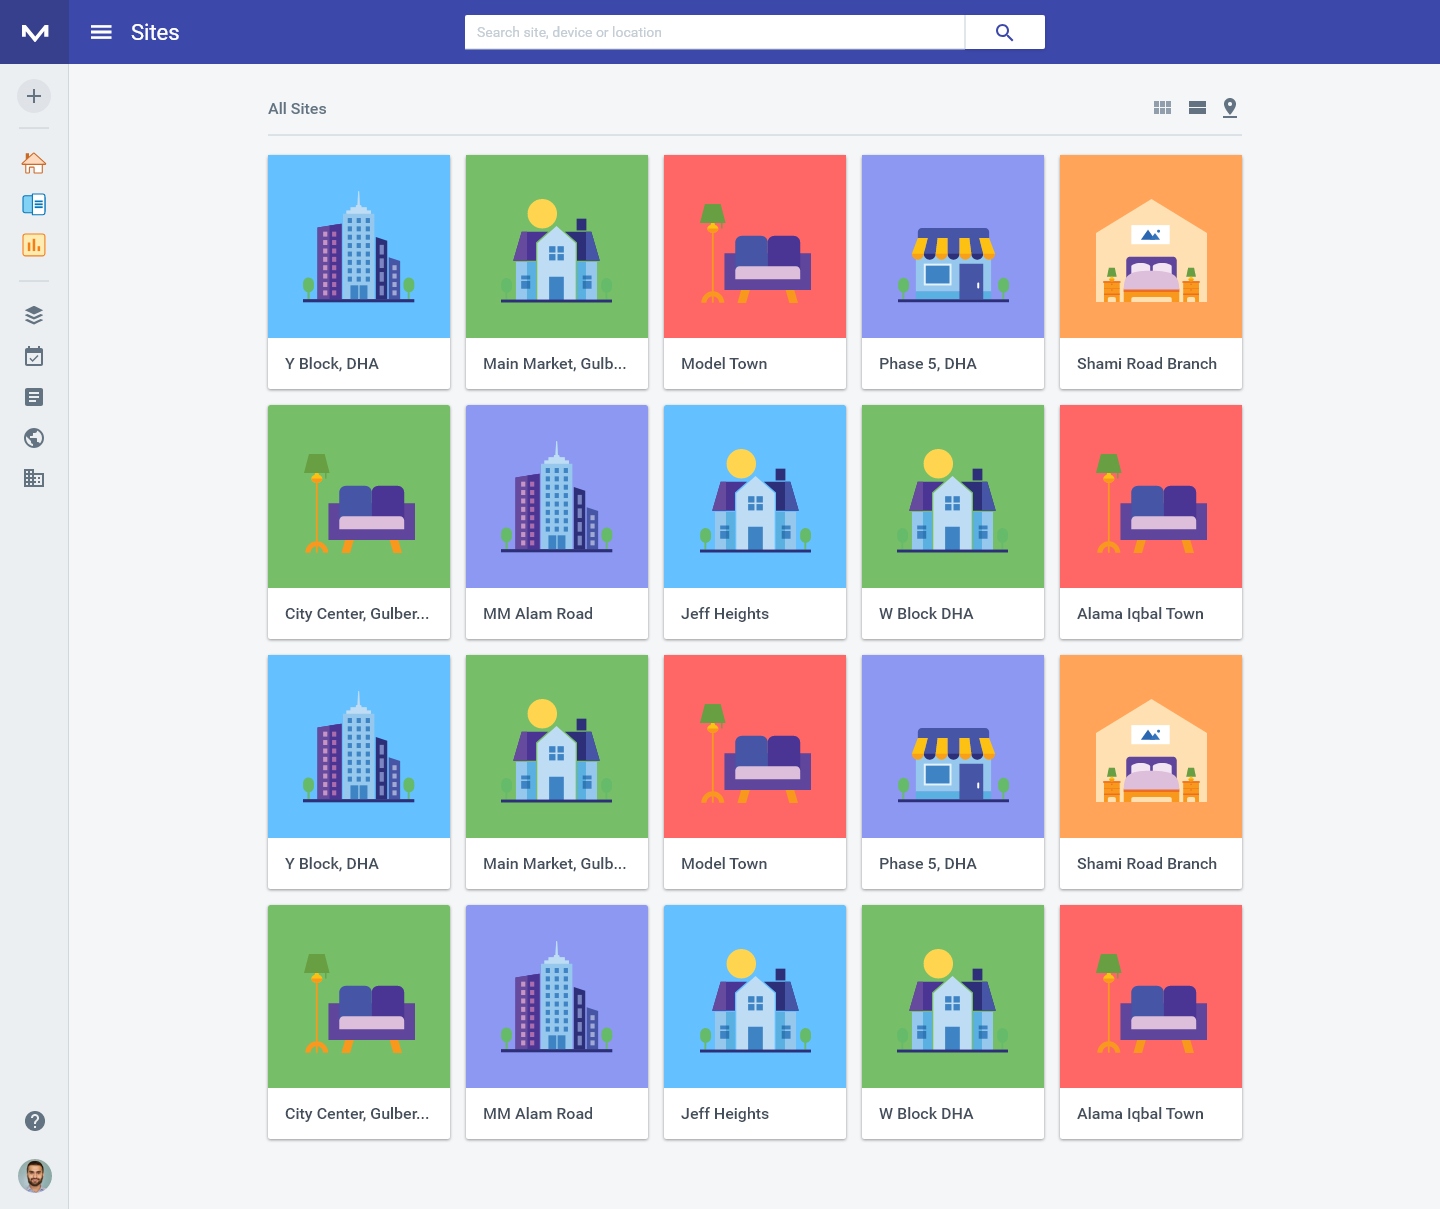 Sites
Search site, device or location
All Sites
Y Block, DHA
Main Market, Gulb...
Model Town
Phase 5, DHA
Shami Road Branch
City Center, Gulber...
MM Alam Road
Jeff Heights
W Block DHA
Alama Iqbal Town
Y Block, DHA
Main Market, Gulb...
Model Town
Phase 5, DHA
Shami Road Branch
City Center, Gulber...
MM Alam Road
Jeff Heights
W Block DHA
Alama Iqbal Town